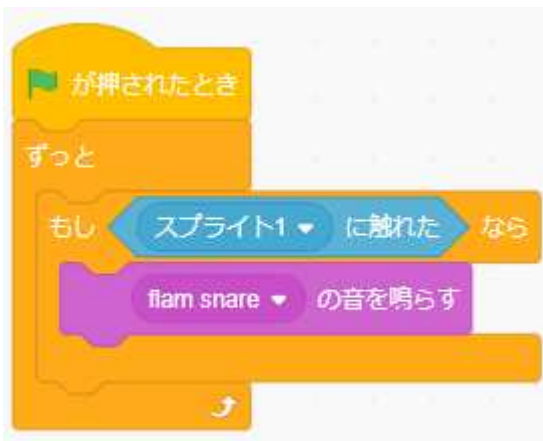 が押されたとき
ずっと
もし スプライト1 に触れた なら
flam snare の音を鳴らす